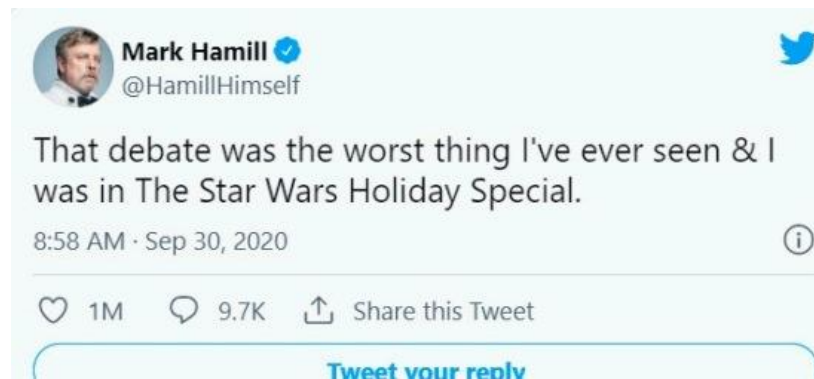 Mark Hamill
@HamillHimself
That debate was the worst thing I've ever seen & I
was in The Star Wars Holiday Special.
8:58 AM · Sep 30, 2020
1M 9.7K Share this Tweet
Tweet your reply